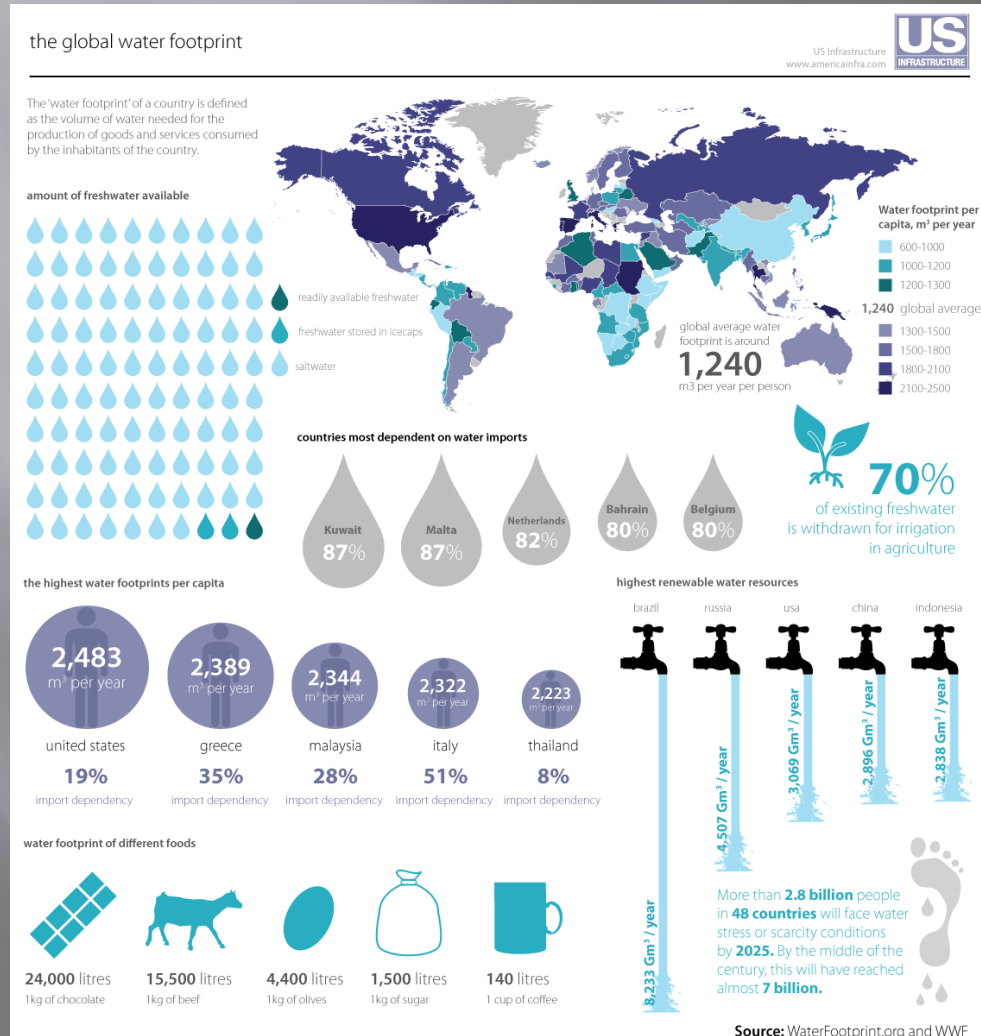 the global water footprint
US Infrastructure
www.americainfra.com
US
INFRASTRUCTURE
The 'water footprint' of a country is defined
as the volume of water needed for the
production of goods and services consumed
by the inhabitants of the country.
amount of freshwater available
readily available freshwater
freshwater stored in icecaps
saltwater
Water footprint per
capita, m³ per year
600-1000
1000-1200
1200-1300
1,240 global average
1300-1500
1500-1800
1800-2100
2100-2500
global average water
footprint is around
1,240
m3 per year per person
countries most dependent on water imports
Kuwait
87%
Malta
87%
Netherlands
82%
Bahrain
80%
Belgium
80%
70%
of existing freshwater
is withdrawn for irrigation
in agriculture
the highest water footprints per capita
2,483
m³ per year
united states
19%
import dependency
2,389
m³ per year
greece
35%
import dependency
2,344
m³ per year
malaysia
28%
import dependency
2,322
m³ per year
italy
51%
import dependency
2,223
m³ per year
thailand
8%
import dependency
highest renewable water resources
brazil
8,233 Gm³ / year
russia
4,507 Gm³ / year
usa
3,069 Gm³ / year
china
2,896 Gm³ / year
indonesia
2,838 Gm³ / year
water footprint of different foods
24,000 litres
1kg of chocolate
15,500 litres
1kg of beef
4,400 litres
1kg of olives
1,500 litres
1kg of sugar
140 litres
1 cup of coffee
More than 2.8 billion people
in 48 countries will face water
stress or scarcity conditions
by 2025. By the middle of the
century, this will have reached
almost 7 billion.
Source: WaterFootprint.org and WWF